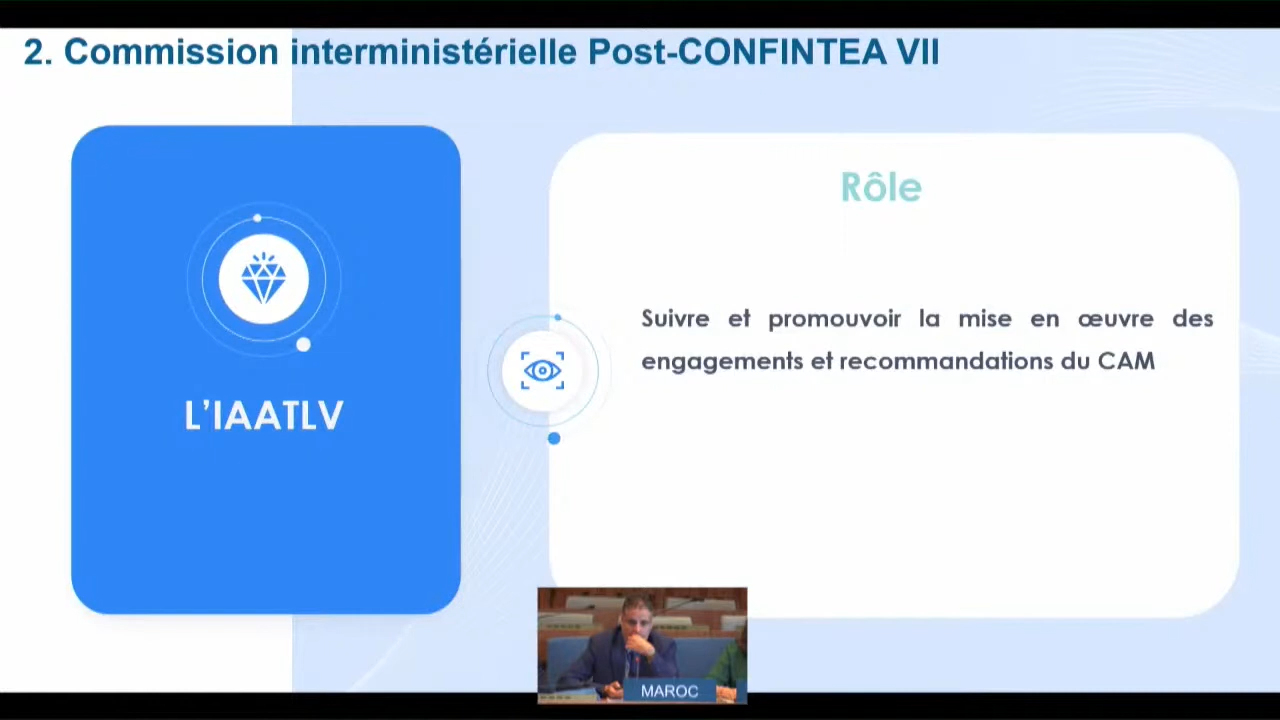 2. Commission interministérielle Post-CONFINTEA VII
L'IAATLV
Rôle
Suivre et promouvoir la mise en œuvre des
engagements et recommandations du CAM
MAROC